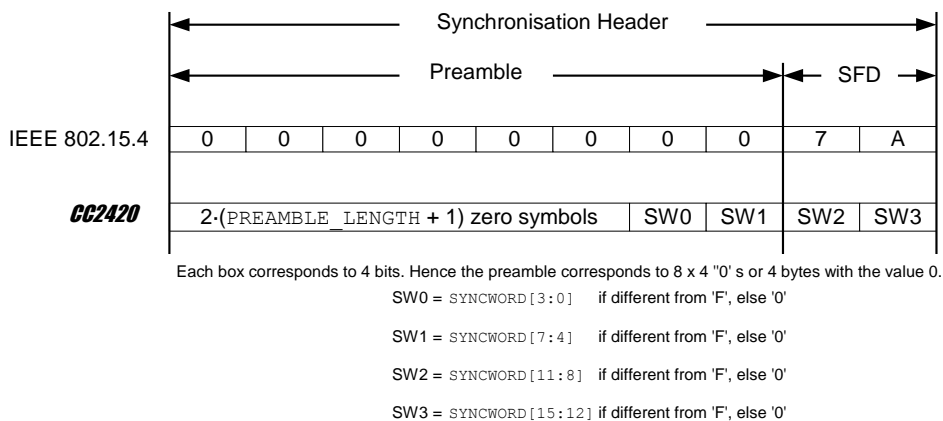 Synchronisation Header
Preamble SFD
IEEE 802.15.4 0 0 0 0 0 0 0 0 7 A
CC2420 2·(PREAMBLE_LENGTH + 1) zero symbols SW0 SW1 SW2 SW3
Each box corresponds to 4 bits. Hence the preamble corresponds to 8 x 4 "0' s or 4 bytes with the value 0.
SW0 = SYNCWORD[3:0] if different from 'F', else '0'
SW1 = SYNCWORD[7:4] if different from 'F', else '0'
SW2 = SYNCWORD[11:8] if different from 'F', else '0'
SW3 = SYNCWORD[15:12] if different from 'F', else '0'